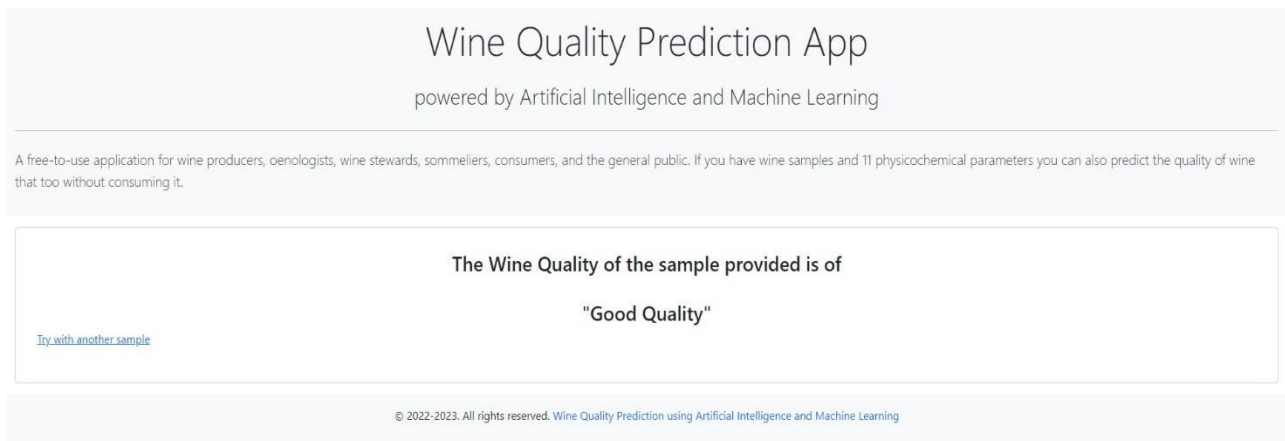 Wine Quality Prediction App
powered by Artificial Intelligence and Machine Learning
A free-to-use application for wine producers, oenologists, wine stewards, sommeliers, consumers, and the general public. If you have wine samples and 11 physicochemical parameters you can also predict the quality of wine
that too without consuming it.
The Wine Quality of the sample provided is of
"Good Quality"
Try with another sample
© 2022-2023. All rights reserved. Wine Quality Prediction using Artificial Intelligence and Machine Learning